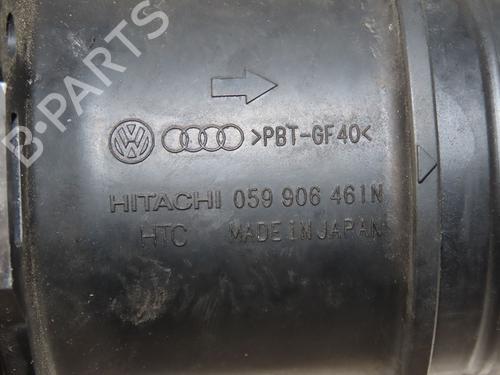 B-PARTS
>PBT-GF40<
HITACHI 059 906 461N
HTC MADE IN JAPAN